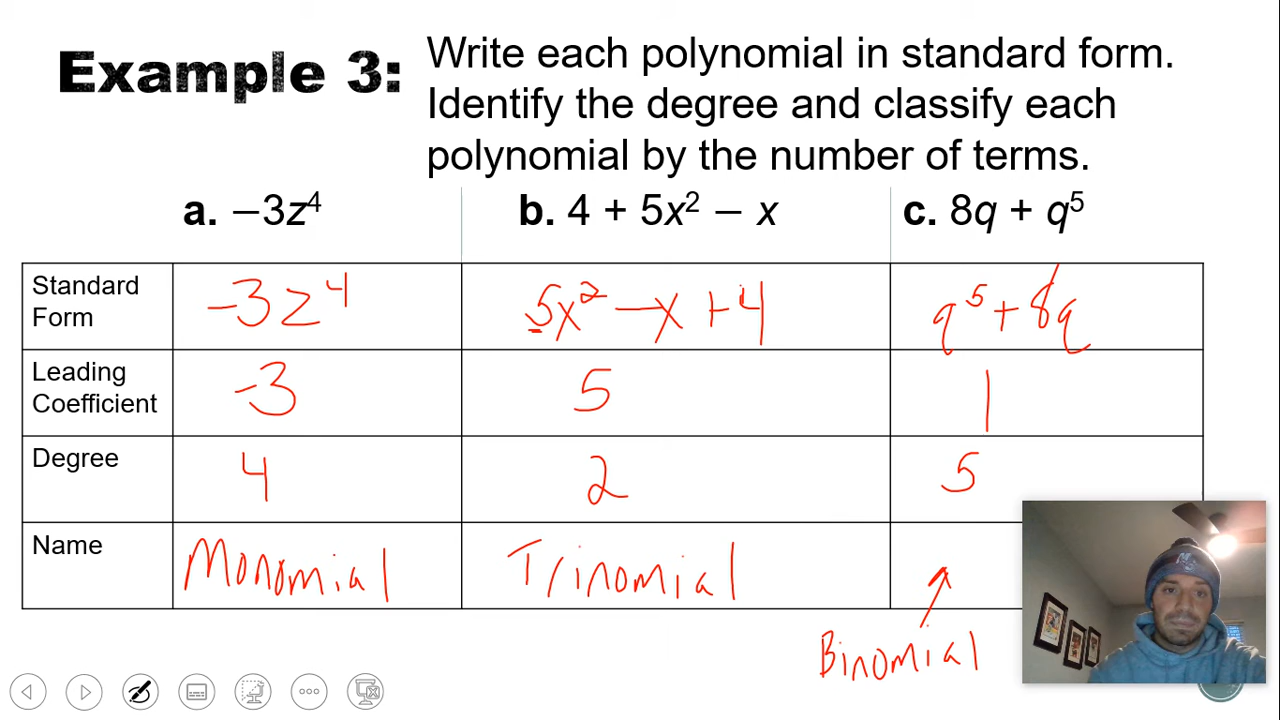 Example 3:
Write each polynomial in standard form.
Identify the degree and classify each
polynomial by the number of terms.
a. −3z⁴
b. 4 + 5x² − x
c. 8q + q⁵
Standard
Form
-3z⁴
5x² - x + 4
q⁵ + 8q
Leading
Coefficient
-3
5
1
Degree
4
2
5
Name
Monomial
Trinomial
Binomial